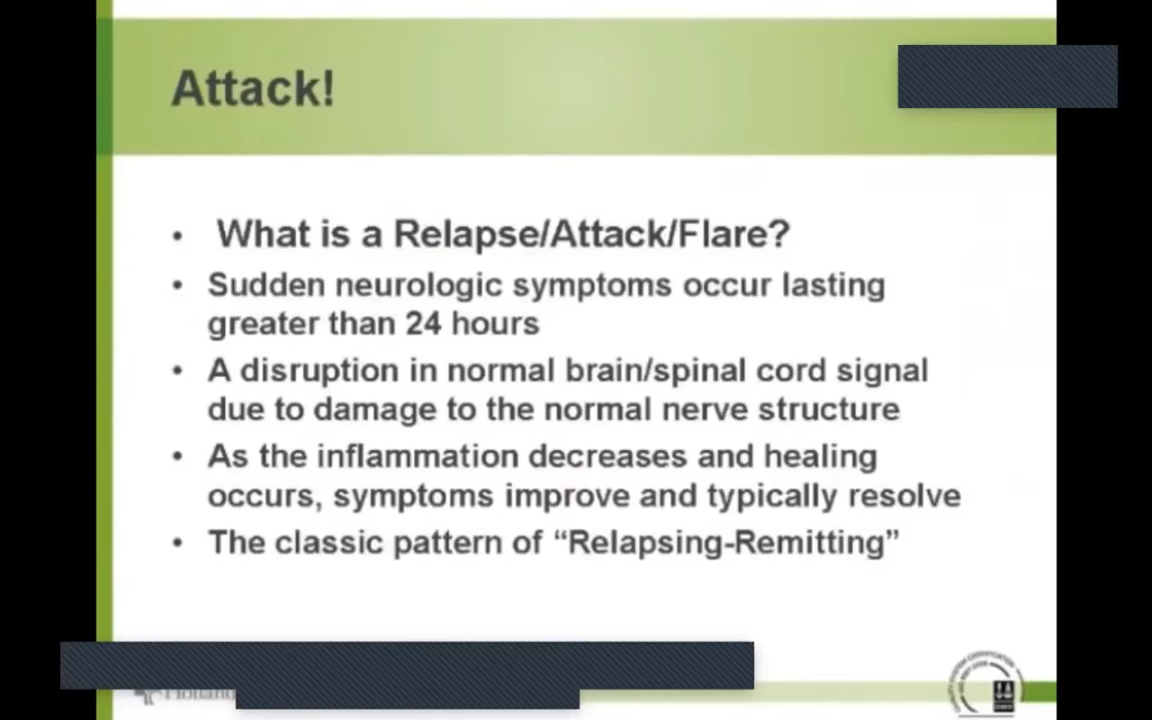 Attack!
• What is a Relapse/Attack/Flare?
• Sudden neurologic symptoms occur lasting
greater than 24 hours
• A disruption in normal brain/spinal cord signal
due to damage to the normal nerve structure
• As the inflammation decreases and healing
occurs, symptoms improve and typically resolve
• The classic pattern of “Relapsing-Remitting”
Holland